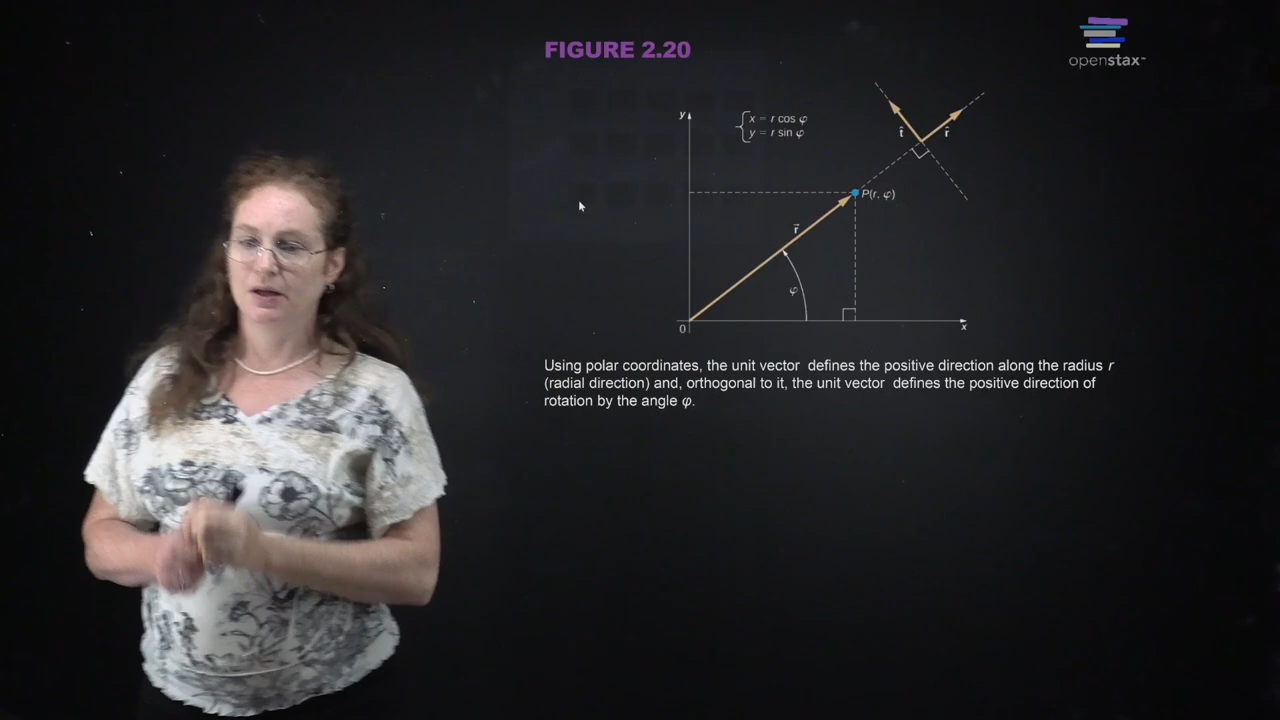 FIGURE 2.20
openstax™
y
x = r cos φ
y = r sin φ
t̂
r̂
P(r, φ)
r⃗
φ
0
x
Using polar coordinates, the unit vector defines the positive direction along the radius r
(radial direction) and, orthogonal to it, the unit vector defines the positive direction of
rotation by the angle φ.